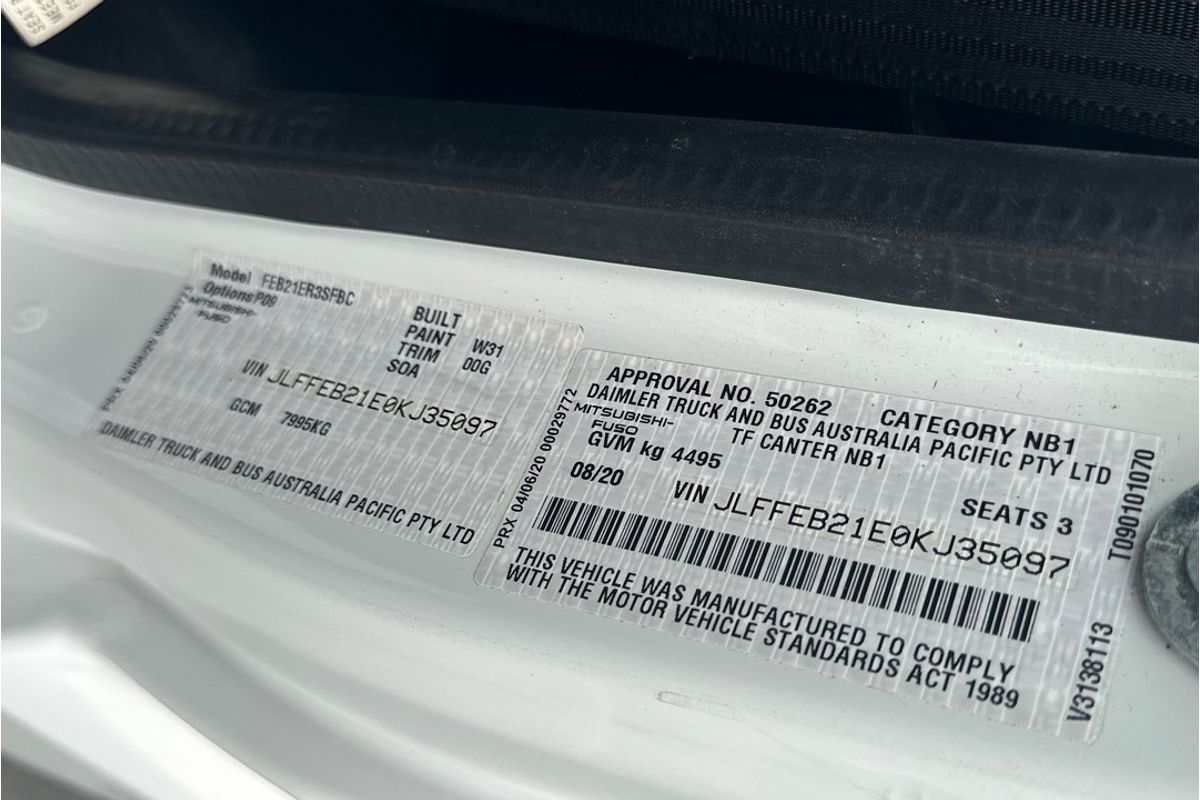 SEAT
Model FEB21ER3SFBC
Options P09
MITSUBISHI-
FUSO
BUILT
PAINT W31
TRIM 00G
SOA
VIN JLFFEB21E0KJ35097
GCM 7995KG
DAIMLER TRUCK AND BUS AUSTRALIA PACIFIC PTY LTD
APPROVAL NO. 50262 CATEGORY NB1
DAIMLER TRUCK AND BUS AUSTRALIA PACIFIC PTY LTD
MITSUBISHI-
FUSO TF CANTER NB1
GVM kg 4495
08/20 SEATS 3
VIN JLFFEB21E0KJ35097
THIS VEHICLE WAS MANUFACTURED TO COMPLY
WITH THE MOTOR VEHICLE STANDARDS ACT 1989
PRX 04/06/20 00029772
T090101070
V3138113